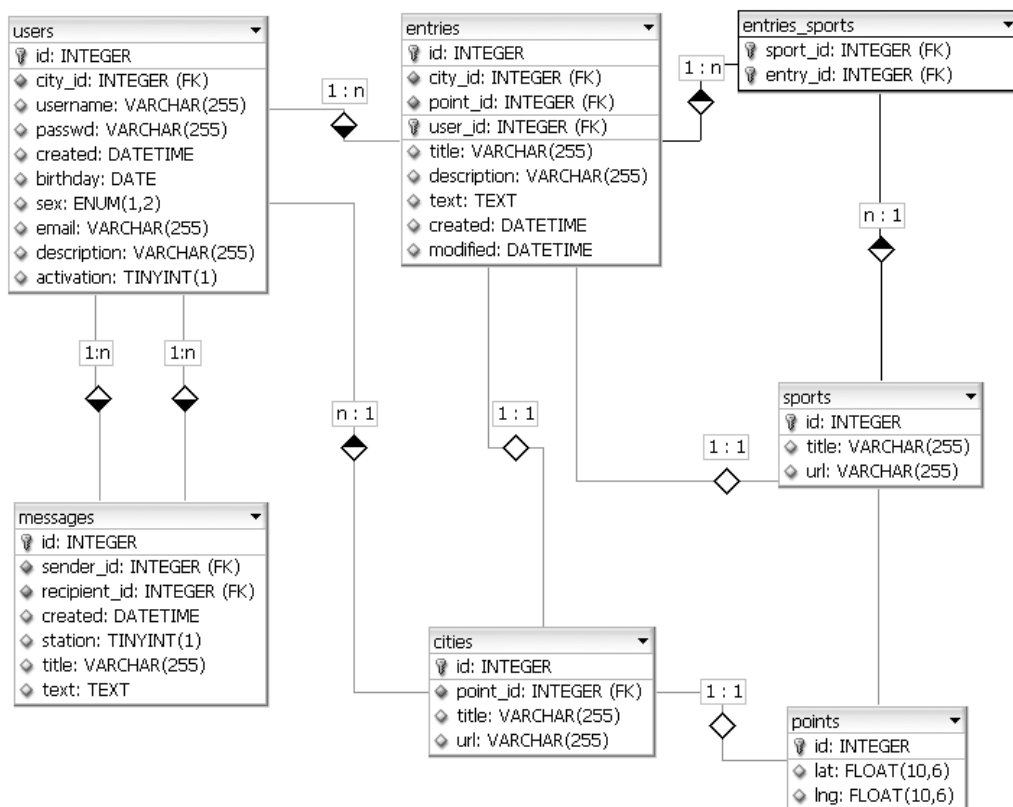 users
id: INTEGER
city_id: INTEGER (FK)
username: VARCHAR(255)
passwd: VARCHAR(255)
created: DATETIME
birthday: DATE
sex: ENUM(1,2)
email: VARCHAR(255)
description: VARCHAR(255)
activation: TINYINT(1)
1 : n
entries
id: INTEGER
city_id: INTEGER (FK)
point_id: INTEGER (FK)
user_id: INTEGER (FK)
title: VARCHAR(255)
description: VARCHAR(255)
text: TEXT
created: DATETIME
modified: DATETIME
1 : n
entries_sports
sport_id: INTEGER (FK)
entry_id: INTEGER (FK)
n : 1
1:n
1:n
n : 1
1 : 1
1 : 1
sports
id: INTEGER
title: VARCHAR(255)
url: VARCHAR(255)
messages
id: INTEGER
sender_id: INTEGER (FK)
recipient_id: INTEGER (FK)
created: DATETIME
station: TINYINT(1)
title: VARCHAR(255)
text: TEXT
cities
id: INTEGER
point_id: INTEGER (FK)
title: VARCHAR(255)
url: VARCHAR(255)
1 : 1
points
id: INTEGER
lat: FLOAT(10,6)
lng: FLOAT(10,6)